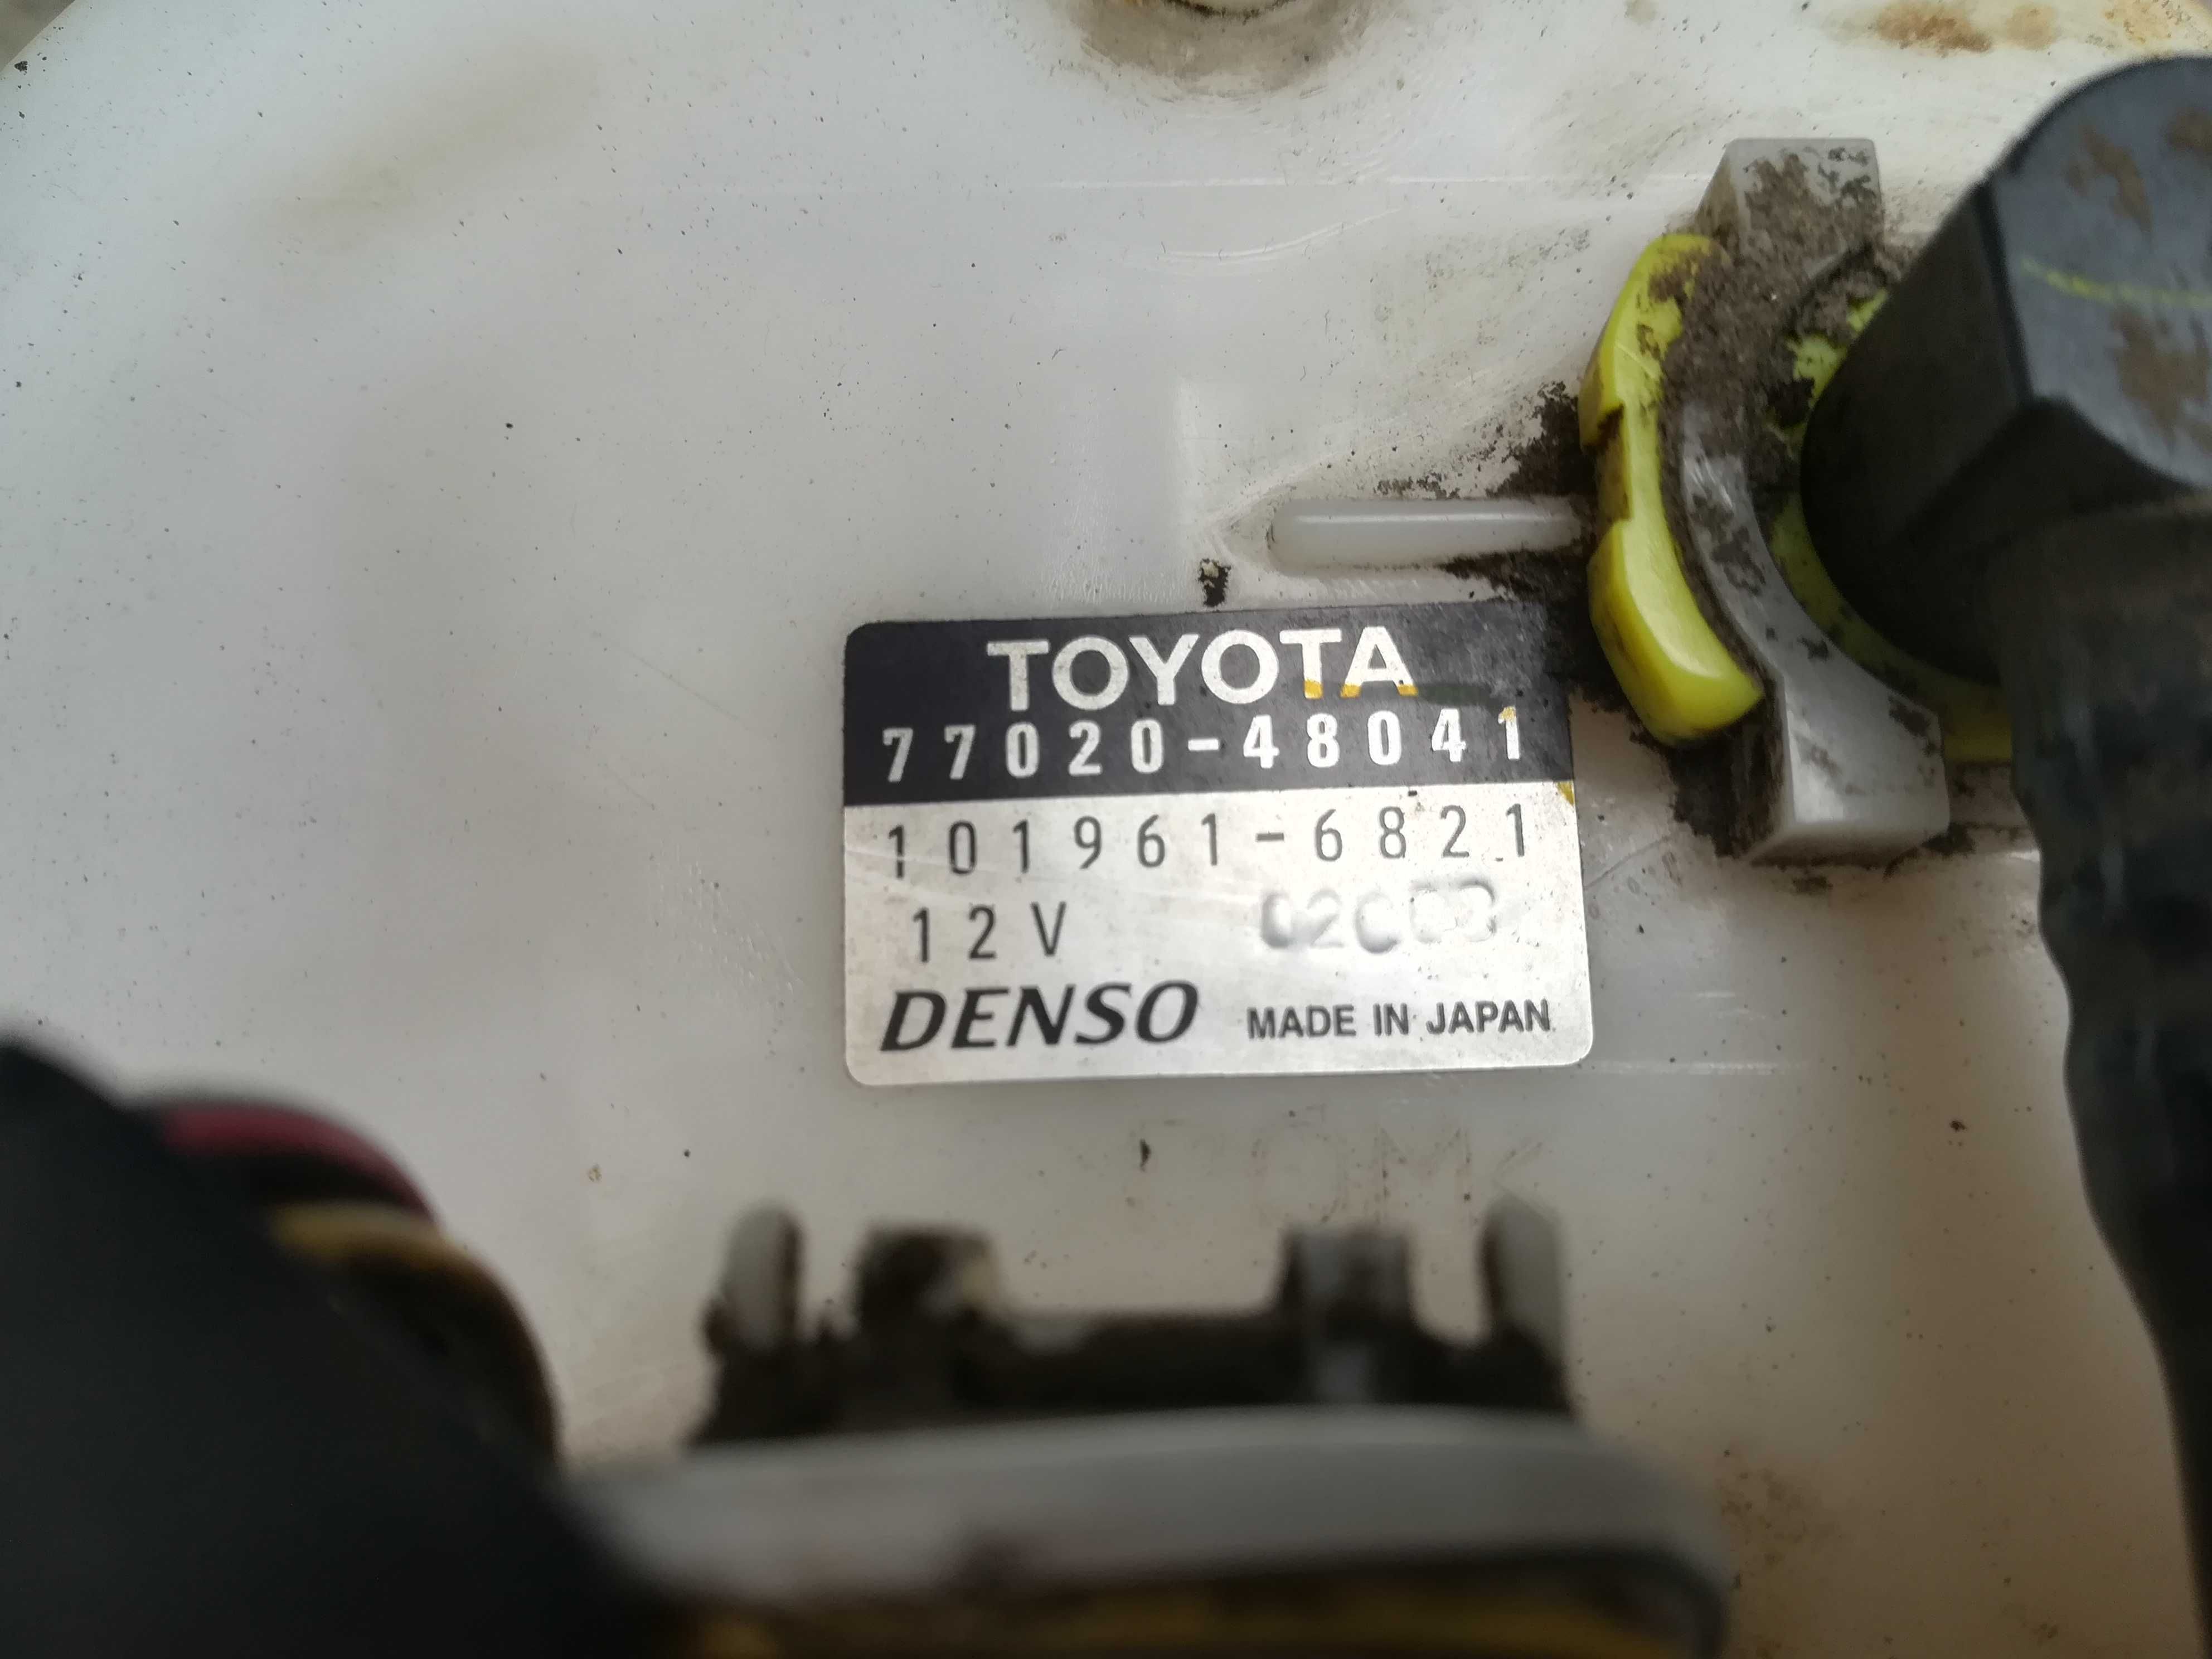 TOYOTA
77020-48041
101961-6821
12V
DENSO MADE IN JAPAN